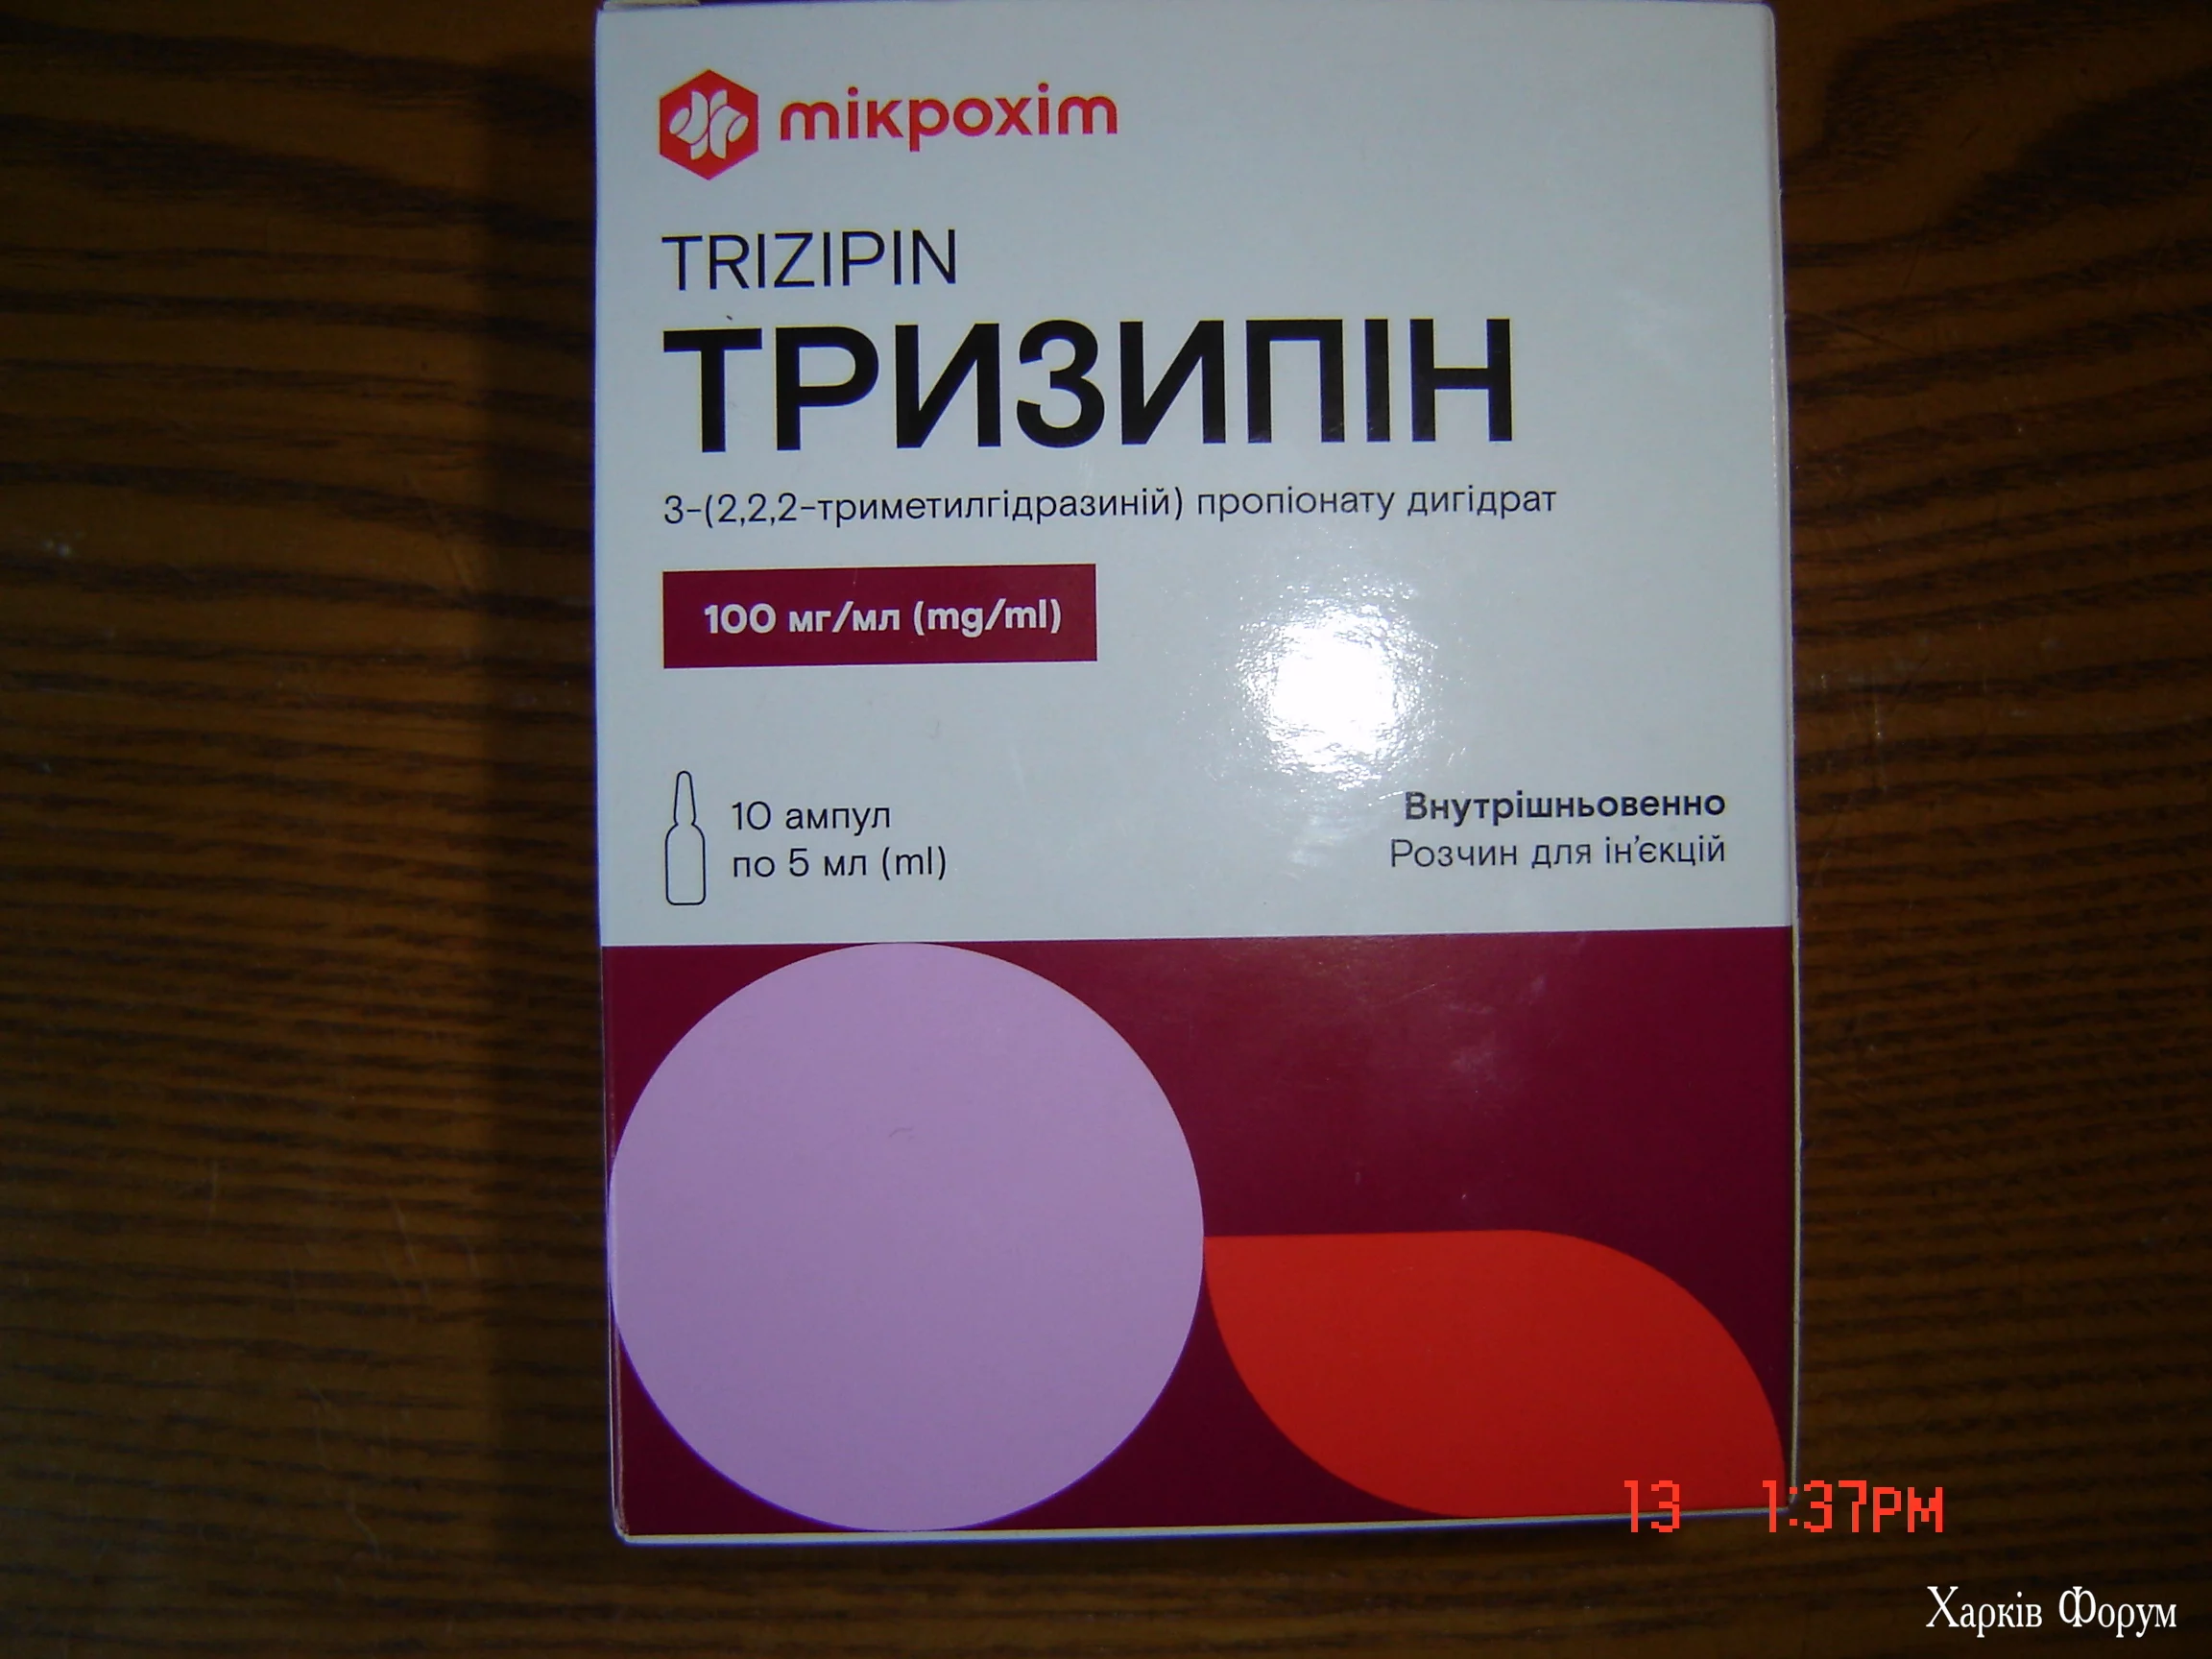 мікрохім
TRIZIPIN
ТРИЗИПІН
3-(2,2,2-триметилгідразиній) пропіонату дигідрат
100 мг/мл (mg/ml)
10 ампул
по 5 мл (ml)
Внутрішньовенно
Розчин для ін'єкцій
13 1:37PM
Харків Форум